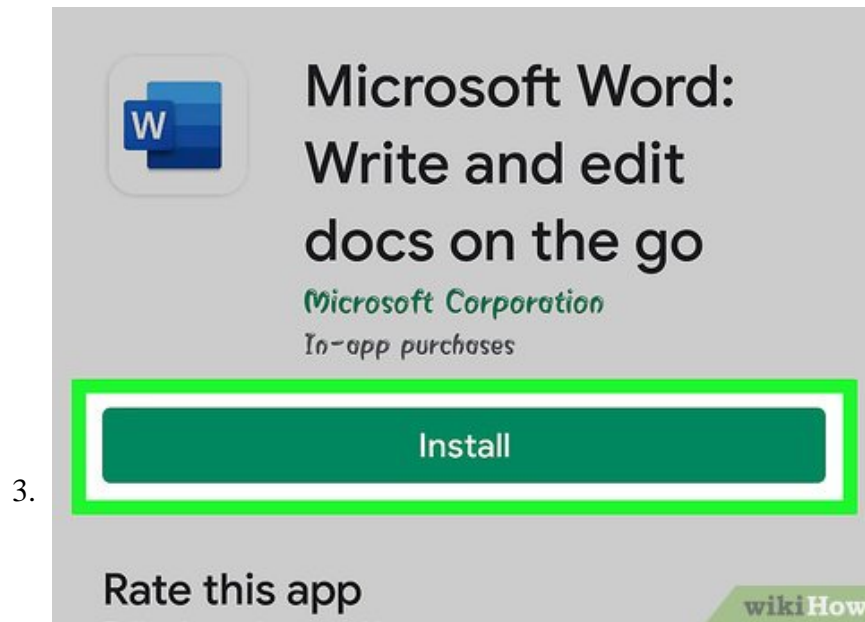 W
Microsoft Word:
Write and edit
docs on the go
Microsoft Corporation
In-app purchases
Install
3.
Rate this app
wikiHow